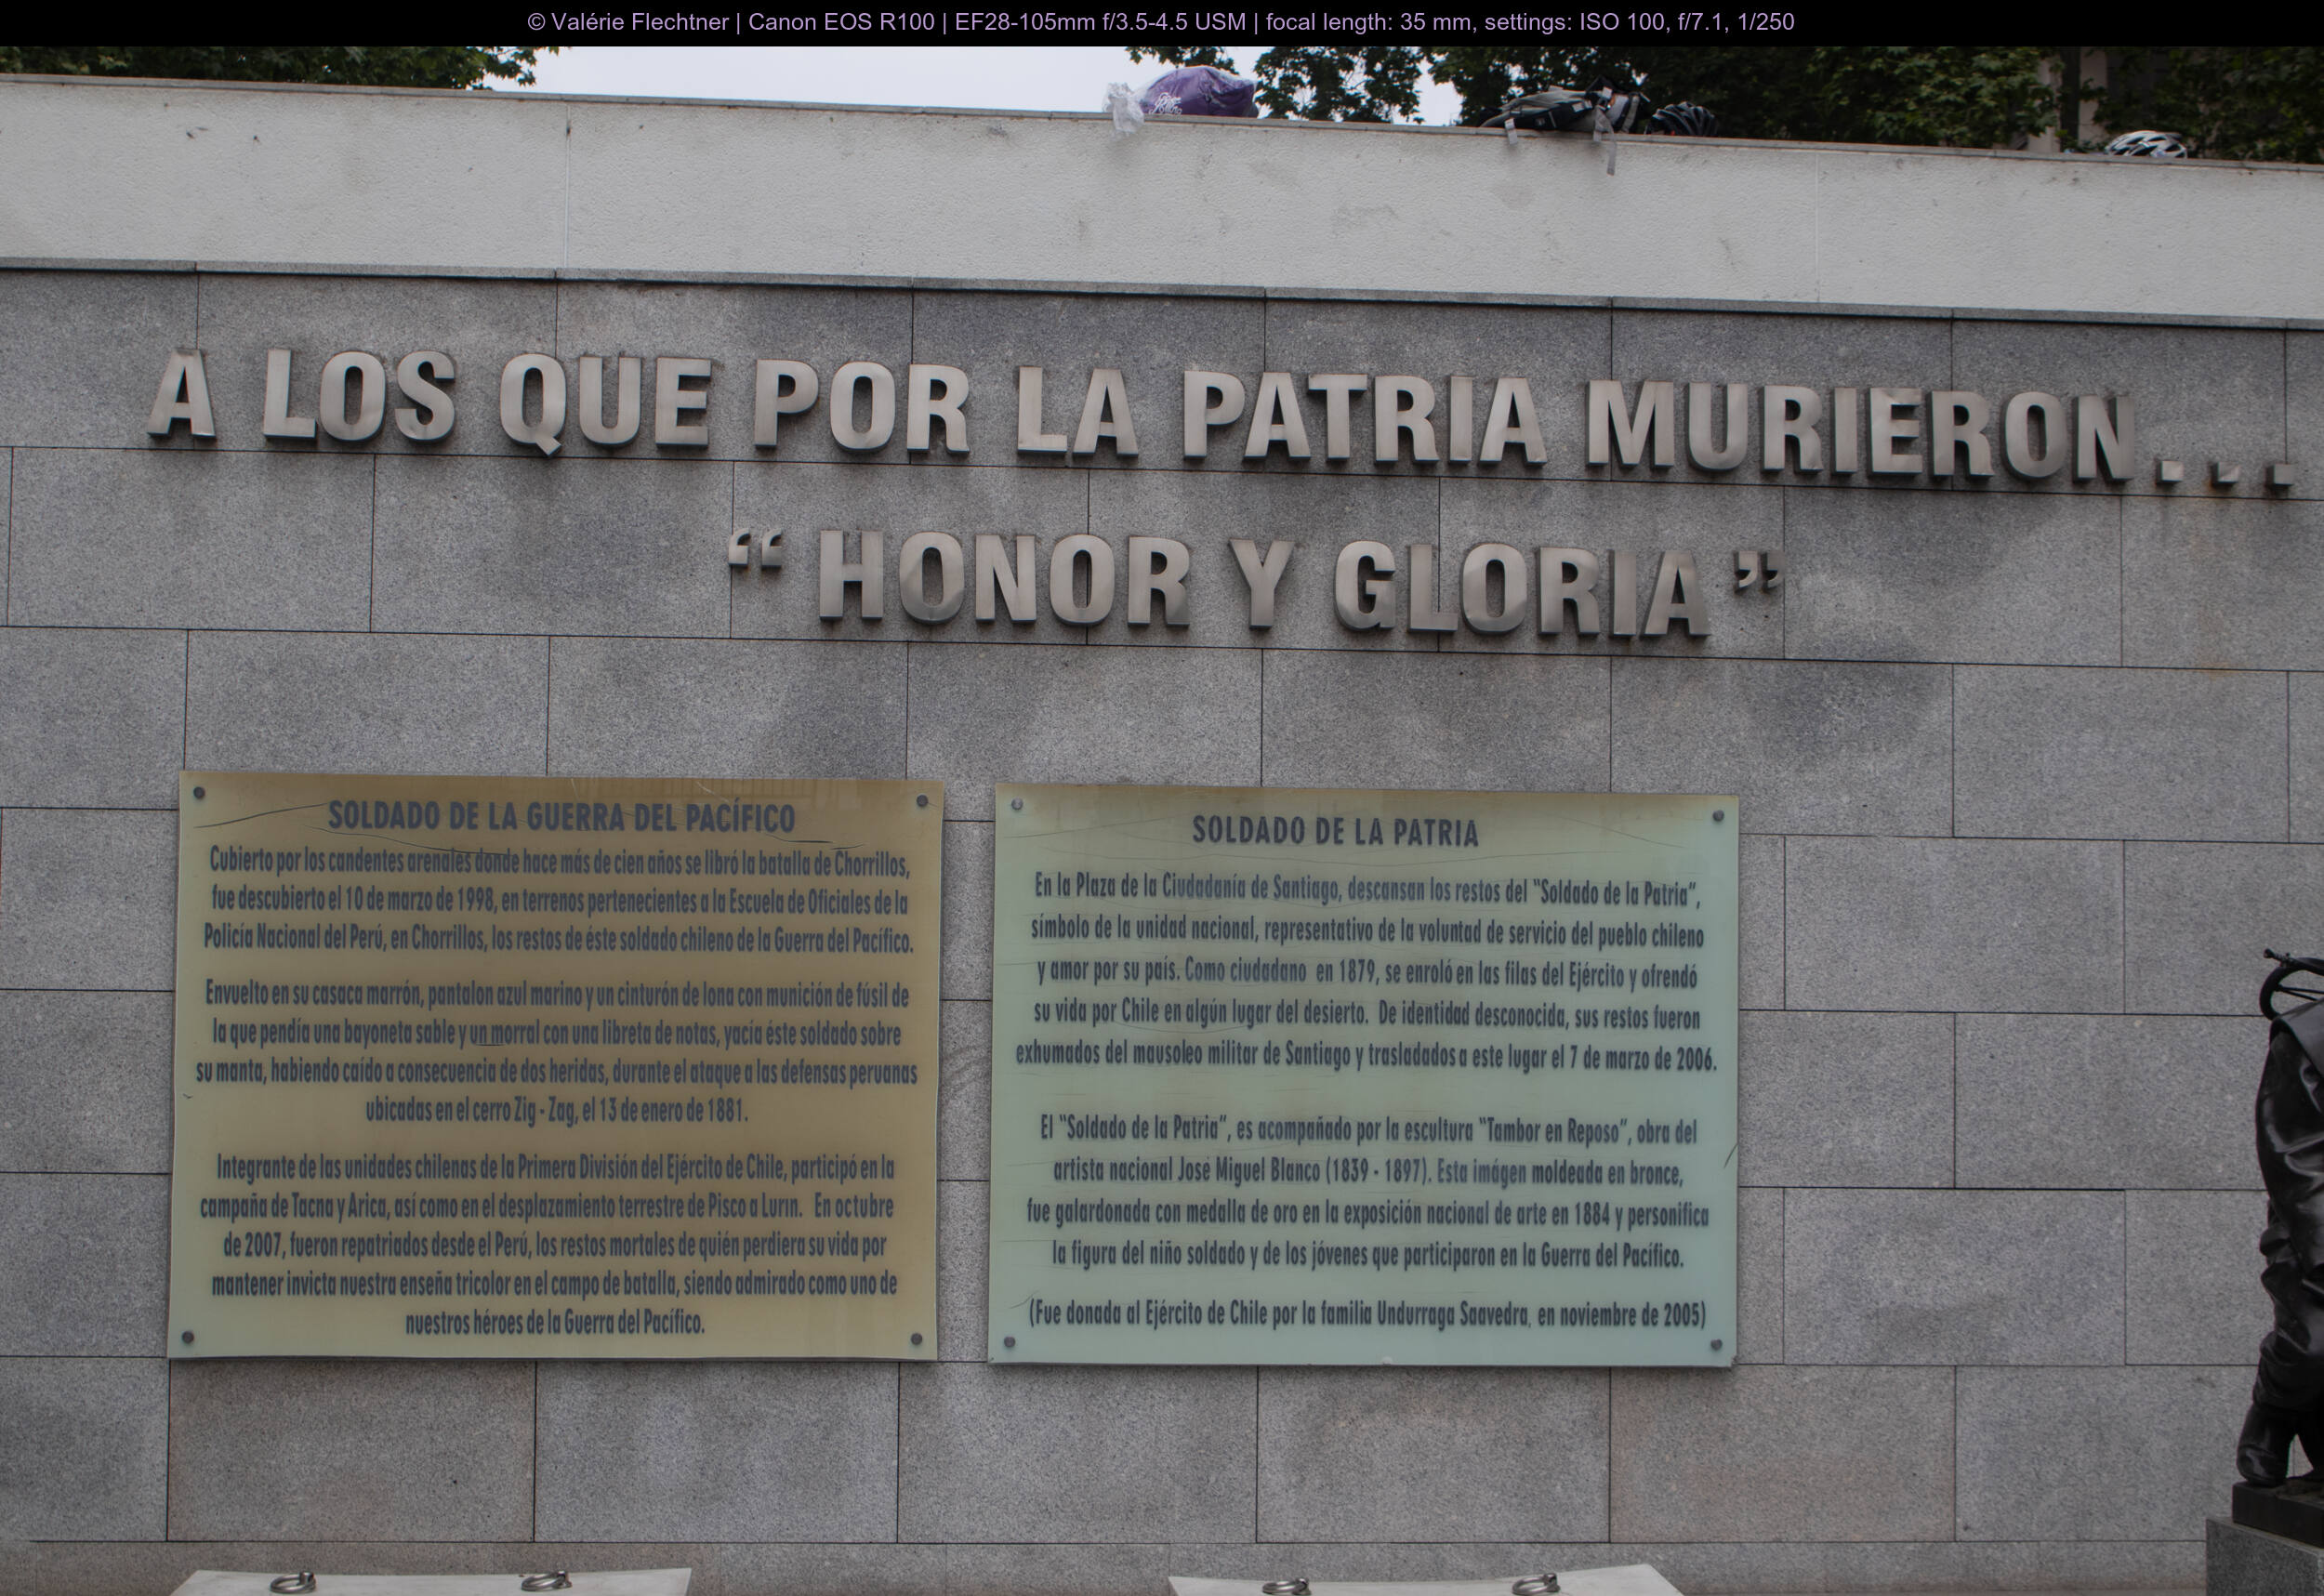 © Valérie Flechtner | Canon EOS R100 | EF28-105mm f/3.5-4.5 USM | focal length: 35 mm, settings: ISO 100, f/7.1, 1/250
A LOS QUE POR LA PATRIA MURIERON...
“ HONOR Y GLORIA ”
SOLDADO DE LA GUERRA DEL PACÍFICO
Cubierto por los candentes arenales donde hace más de cien años se libró la batalla de Chorrillos,
fue descubierto el 10 de marzo de 1998, en terrenos pertenecientes a la Escuela de Oficiales de la
Policía Nacional del Perú, en Chorrillos, los restos de éste soldado chileno de la Guerra del Pacífico.
Envuelto en su casaca marrón, pantalon azul marino y un cinturón de lona con munición de fúsil de
la que pendía una bayoneta sable y un morral con una libreta de notas, yacía éste soldado sobre
su manta, habiendo caído a consecuencia de dos heridas, durante el ataque a las defensas peruanas
ubicadas en el cerro Zig - Zag, el 13 de enero de 1881.
Integrante de las unidades chilenas de la Primera División del Ejército de Chile, participó en la
campaña de Tacna y Arica, así como en el desplazamiento terrestre de Pisco a Lurín. En octubre
de 2007, fueron repatriados desde el Perú, los restos mortales de quién perdiera su vida por
mantener invicta nuestra enseña tricolor en el campo de batalla, siendo admirado como uno de
nuestros héroes de la Guerra del Pacífico.
SOLDADO DE LA PATRIA
En la Plaza de la Ciudadanía de Santiago, descansan los restos del “Soldado de la Patria”,
símbolo de la unidad nacional, representativo de la voluntad de servicio del pueblo chileno
y amor por su país. Como ciudadano en 1879, se enroló en las filas del Ejército y ofrendó
su vida por Chile en algún lugar del desierto. De identidad desconocida, sus restos fueron
exhumados del mausoleo militar de Santiago y trasladados a este lugar el 7 de marzo de 2006.
El “Soldado de la Patria”, es acompañado por la escultura “Tambor en Reposo”, obra del
artista nacional José Miguel Blanco (1839 - 1897). Esta imágen moldeada en bronce,
fue galardonada con medalla de oro en la exposición nacional de arte en 1884 y personifica
la figura del niño soldado y de los jóvenes que participaron en la Guerra del Pacífico.
(Fue donada al Ejército de Chile por la familia Undurraga Saavedra, en noviembre de 2005)